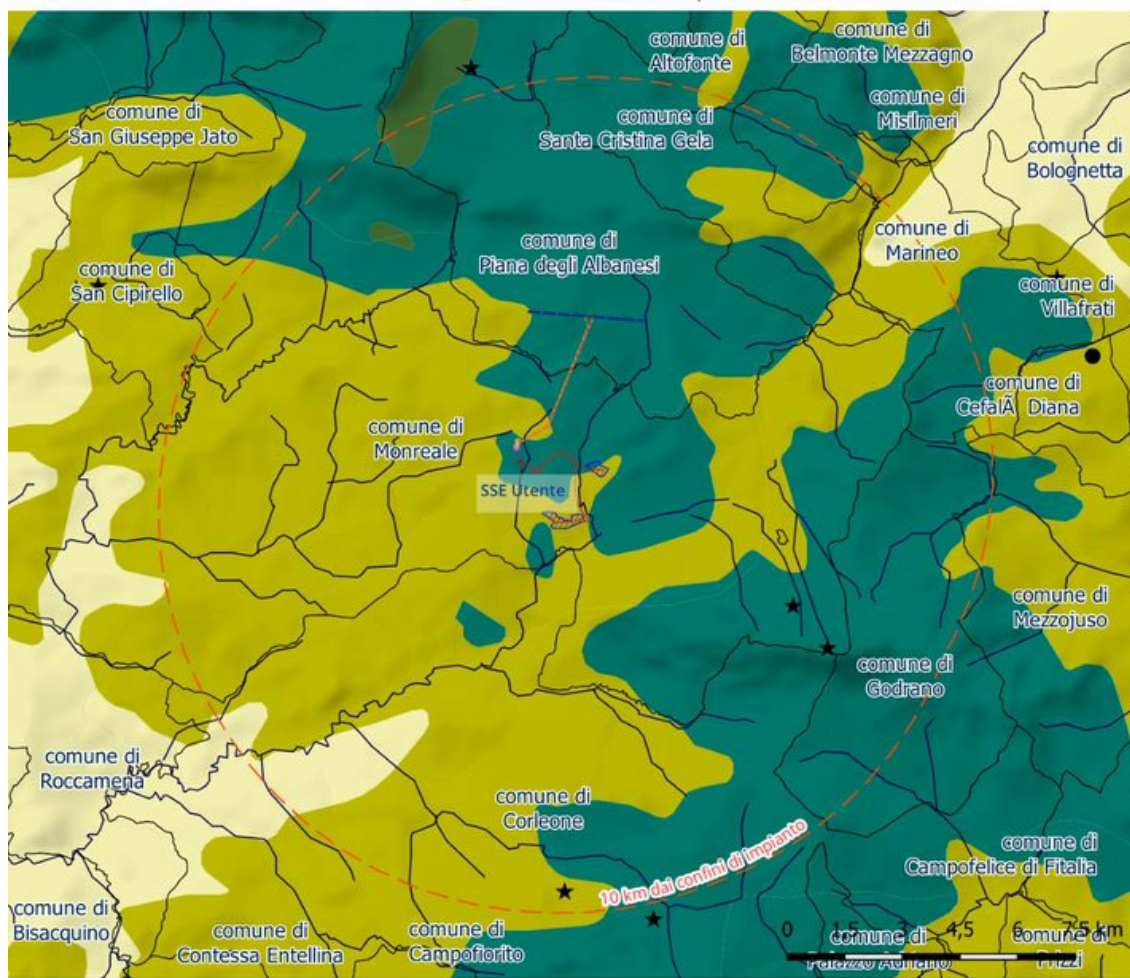 comune di
Altofonte
comune di
Belmonte Mezzagno
comune di
San Giuseppe Jato
comune di
Misilmeri
comune di
Santa Cristina Gela
comune di
Bolognetta
comune di
Marineo
comune di
Piana degli Albanesi
comune di
San Cipirello
comune di
Villafrati
comune di
CefalÃ  Diana
comune di
Monreale
SSE Utente
comune di
Mezzojuso
comune di
Godrano
comune di
Roccamena
comune di
Corleone
10 km dai confini di impianto
comune di
Campofelice di Fitalia
comune di
Bisacquino
comune di
Contessa Entellina
comune di
Campofiorito
0 1,5 3 4,5 6 7,5 km
comune di
Palazzo Adriano
comune di
Prizzi